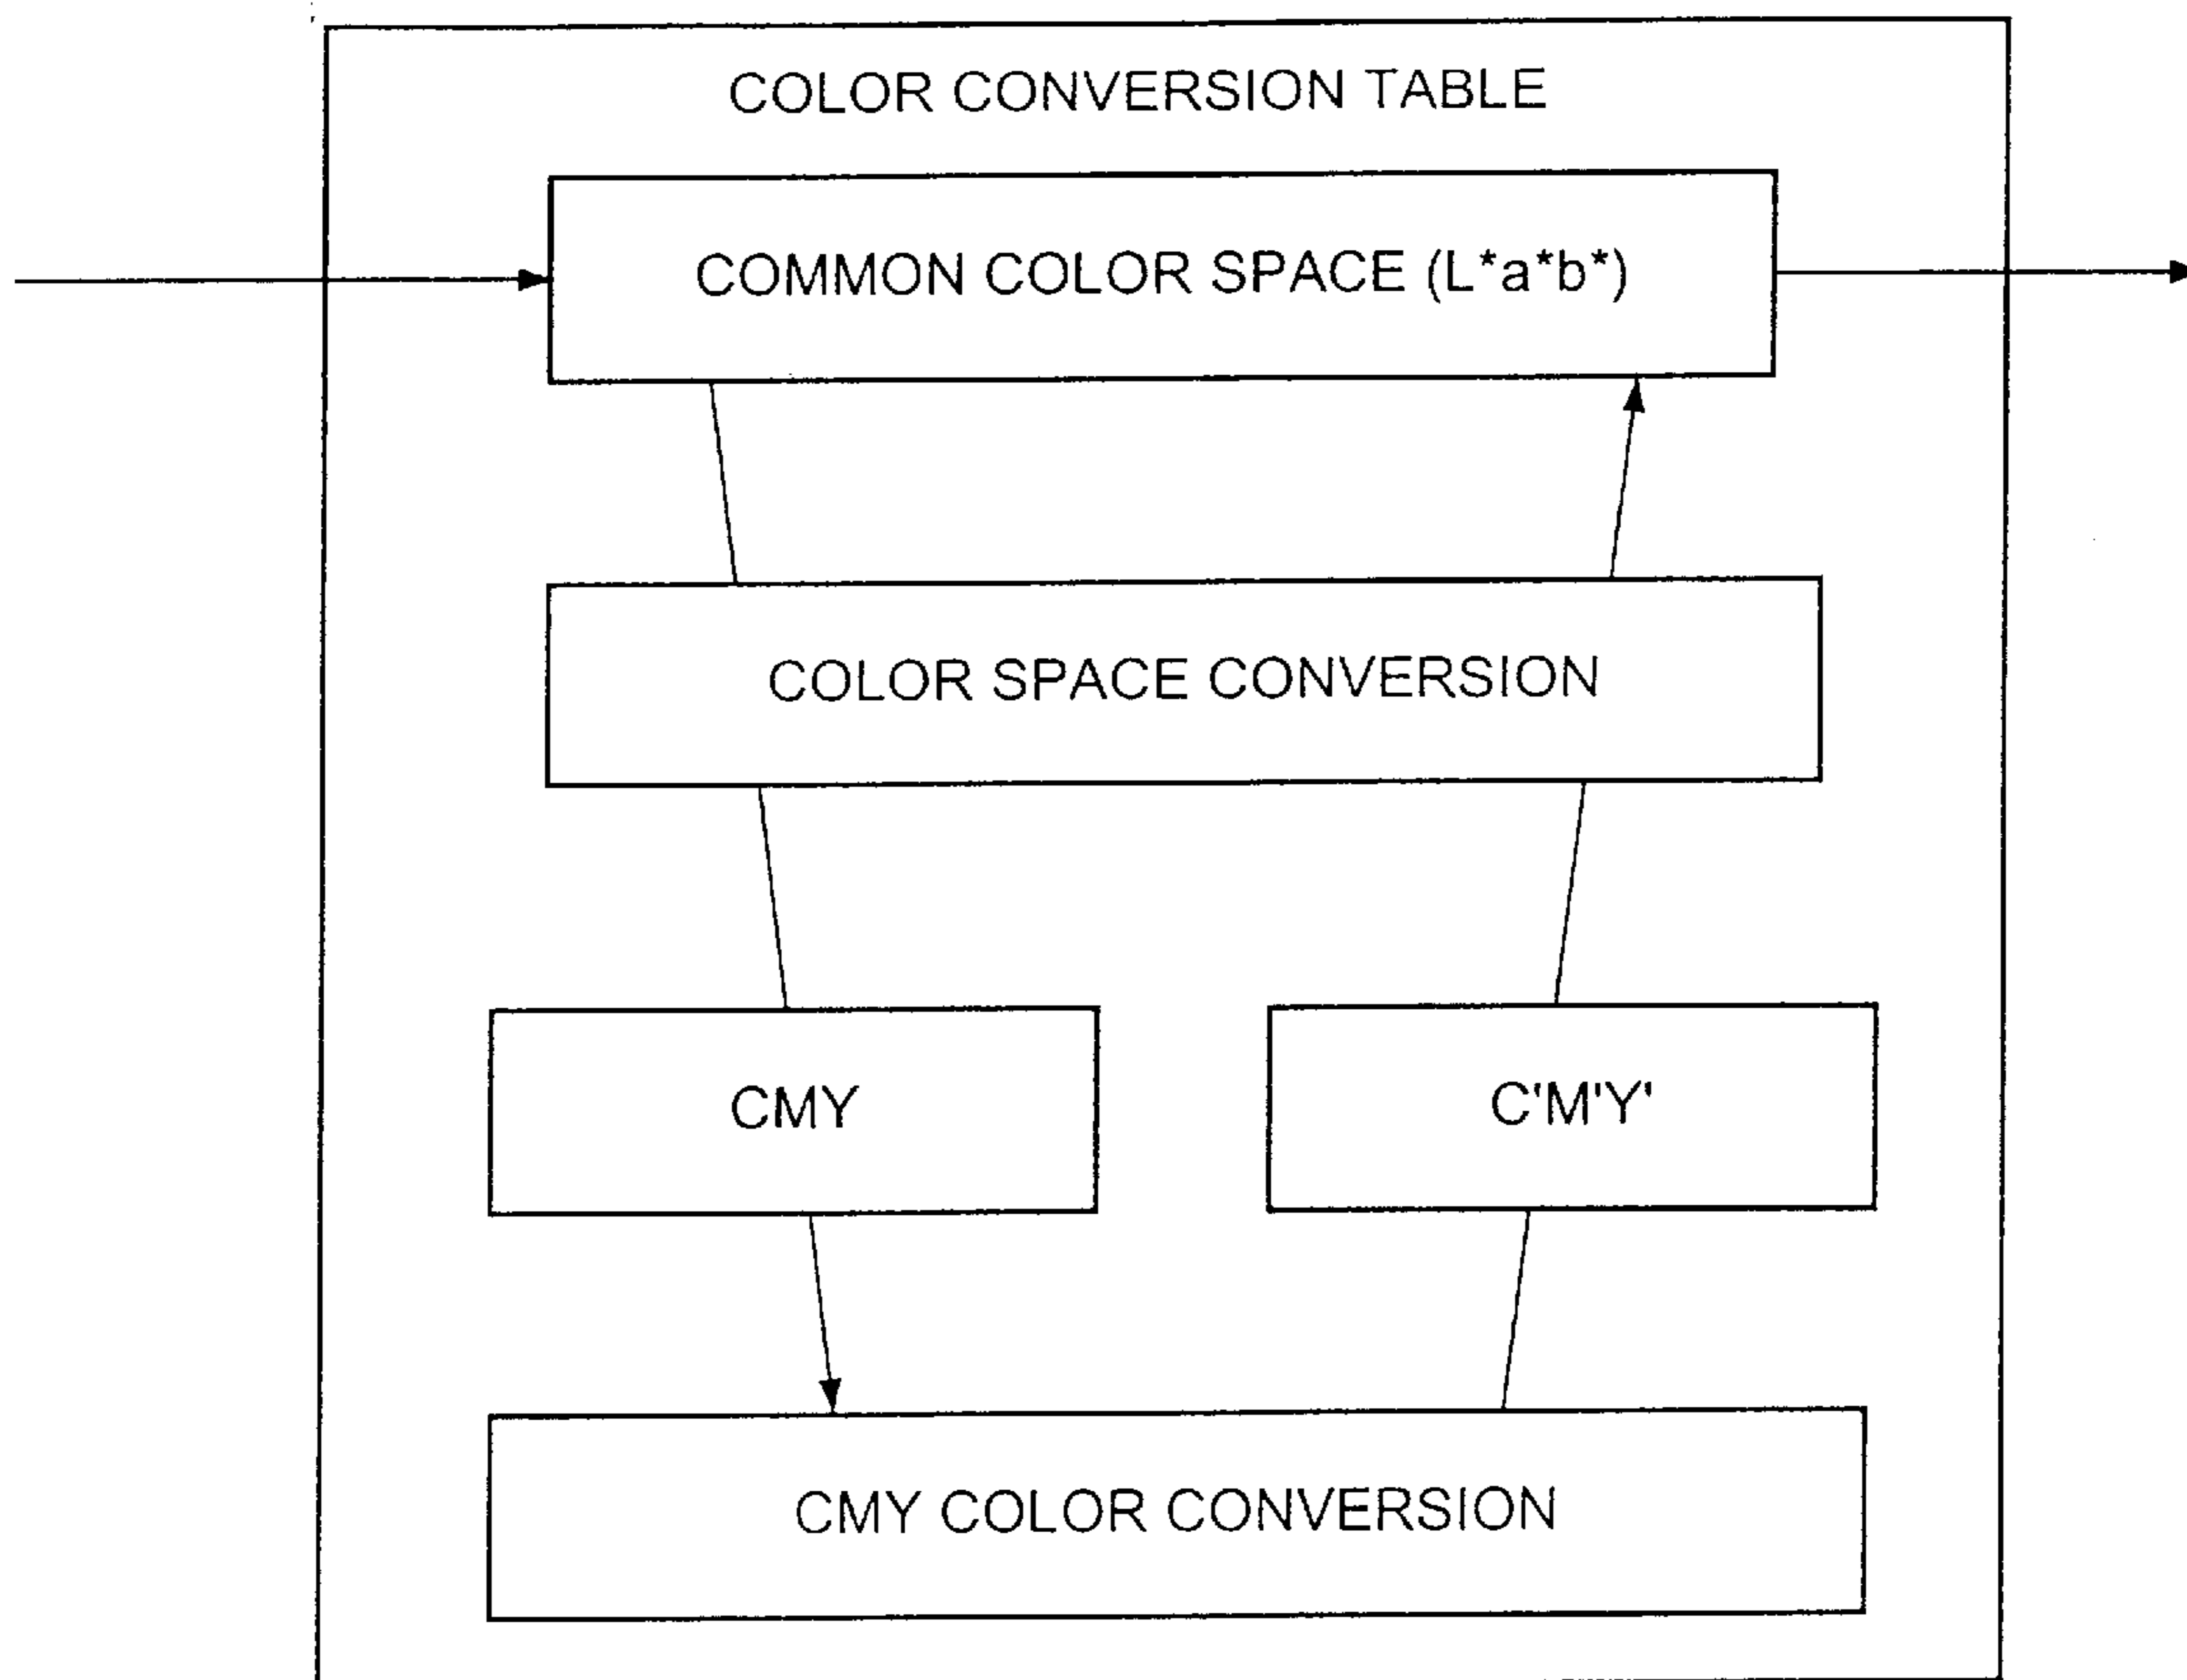 COLOR CONVERSION TABLE
COMMON COLOR SPACE (L*a*b*)
COLOR SPACE CONVERSION
CMY
C'M'Y'
CMY COLOR CONVERSION